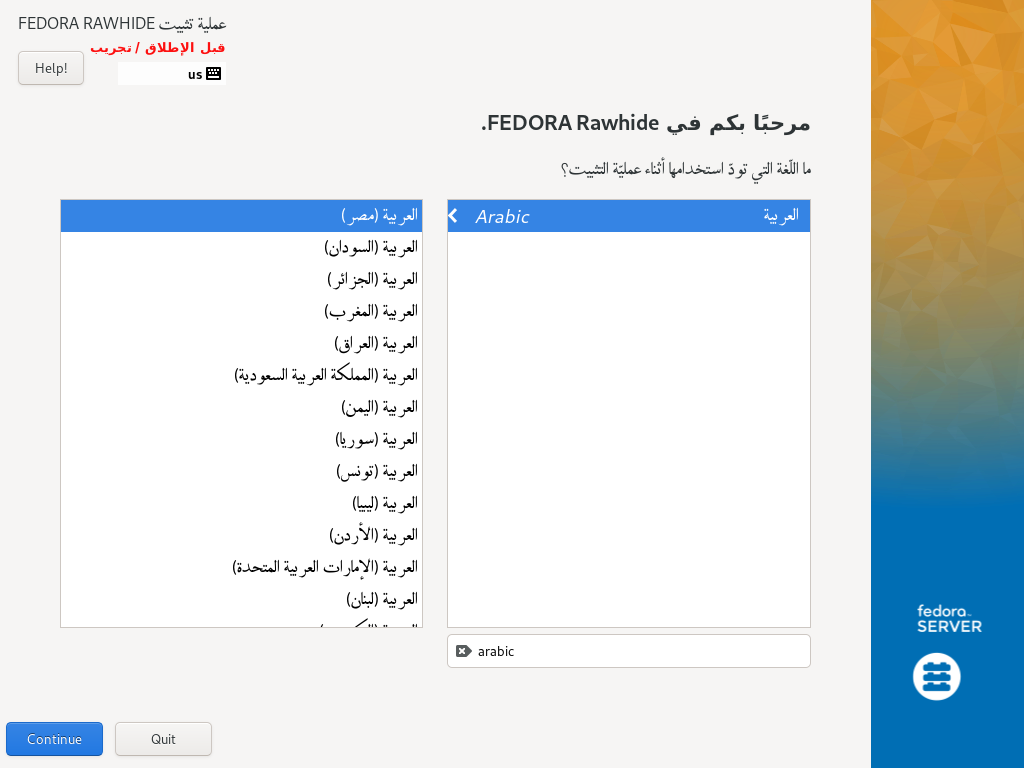 عملية تثبيت FEDORA RAWHIDE
قبل الإطلاق / تجريب
Help!
us
مرحبًا بكم في FEDORA Rawhide.
ما اللّغة التي تودّ استخدامها أثناء عمليّة التثبيت؟
العربية Arabic
العربية (مصر)
العربية (السودان)
العربية (الجزائر)
العربية (المغرب)
العربية (العراق)
العربية (المملكة العربية السعودية)
العربية (اليمن)
العربية (سوريا)
العربية (تونس)
العربية (ليبيا)
العربية (الأردن)
العربية (الإمارات العربية المتحدة)
العربية (لبنان)
arabic
Continue
Quit
fedora
SERVER